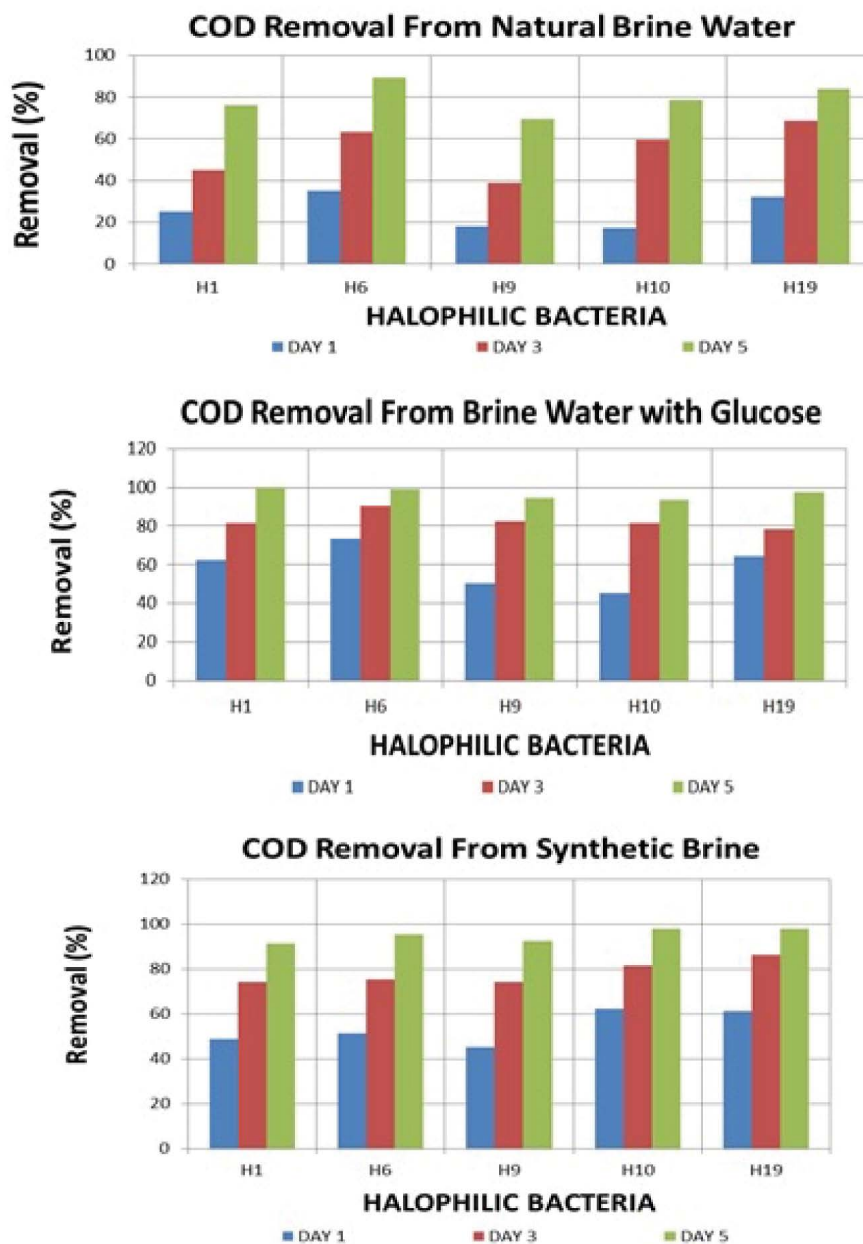 COD Removal From Natural Brine Water
Removal (%)
100
80
60
40
20
0
H1 H6 H9 H10 H19
HALOPHILIC BACTERIA
DAY 1 DAY 3 DAY 5
COD Removal From Brine Water with Glucose
Removal (%)
120
100
80
60
40
20
0
H1 H6 H9 H10 H19
HALOPHILIC BACTERIA
DAY 1 DAY 3 DAY 5
COD Removal From Synthetic Brine
Removal (%)
120
100
80
60
40
20
0
H1 H6 H9 H10 H19
HALOPHILIC BACTERIA
DAY 1 DAY 3 DAY 5